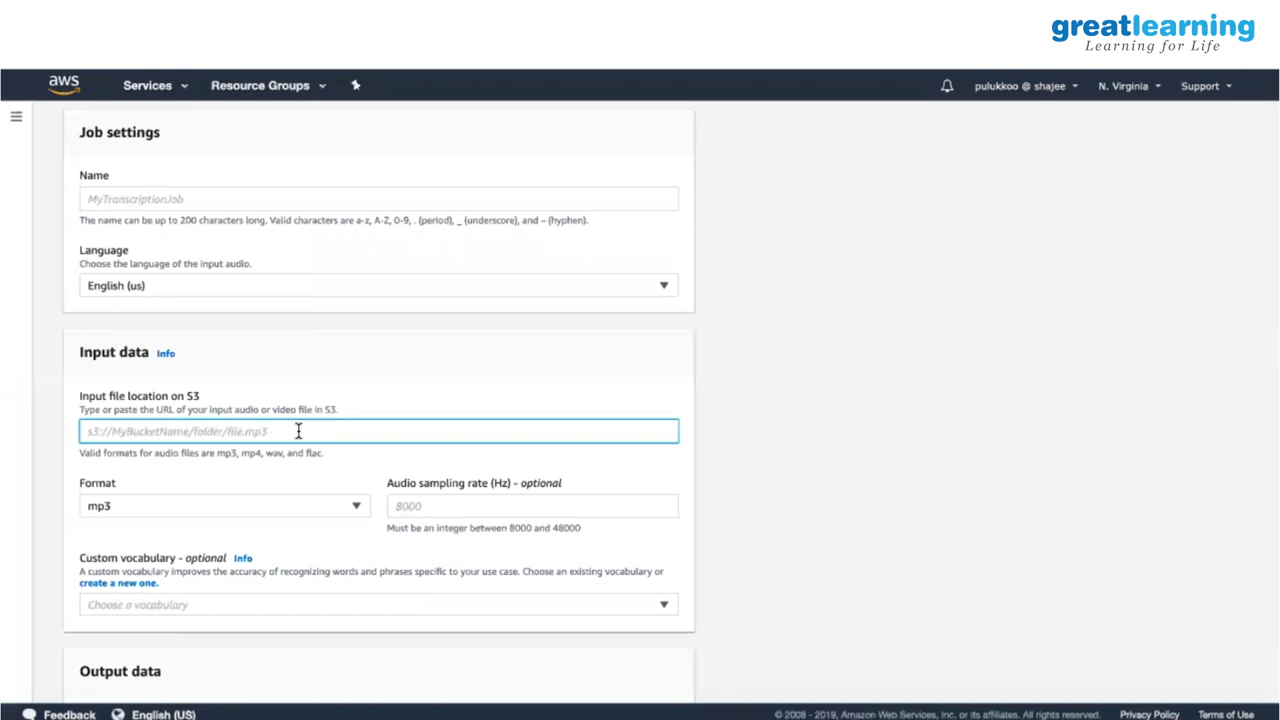 greatlearning
Learning for Life
aws
Services
Resource Groups
pulukkoo @ shajee
N. Virginia
Support
Job settings
Name
MyTranscriptionJob
The name can be up to 200 characters long. Valid characters are a-z, A-Z, 0-9, . (period), _ (underscore), and – (hyphen).
Language
Choose the language of the input audio.
English (us)
Input data Info
Input file location on S3
Type or paste the URL of your input audio or video file in S3.
s3://MyBucketName/folder/file.mp3
Valid formats for audio files are mp3, mp4, wav, and flac.
Format
mp3
Audio sampling rate (Hz) - optional
8000
Must be an integer between 8000 and 48000
Custom vocabulary - optional Info
A custom vocabulary improves the accuracy of recognizing words and phrases specific to your use case. Choose an existing vocabulary or
create a new one.
Choose a vocabulary
Output data
Feedback
English (US)
© 2008 - 2019, Amazon Web Services, Inc. or its affiliates. All rights reserved.
Privacy Policy
Terms of Use